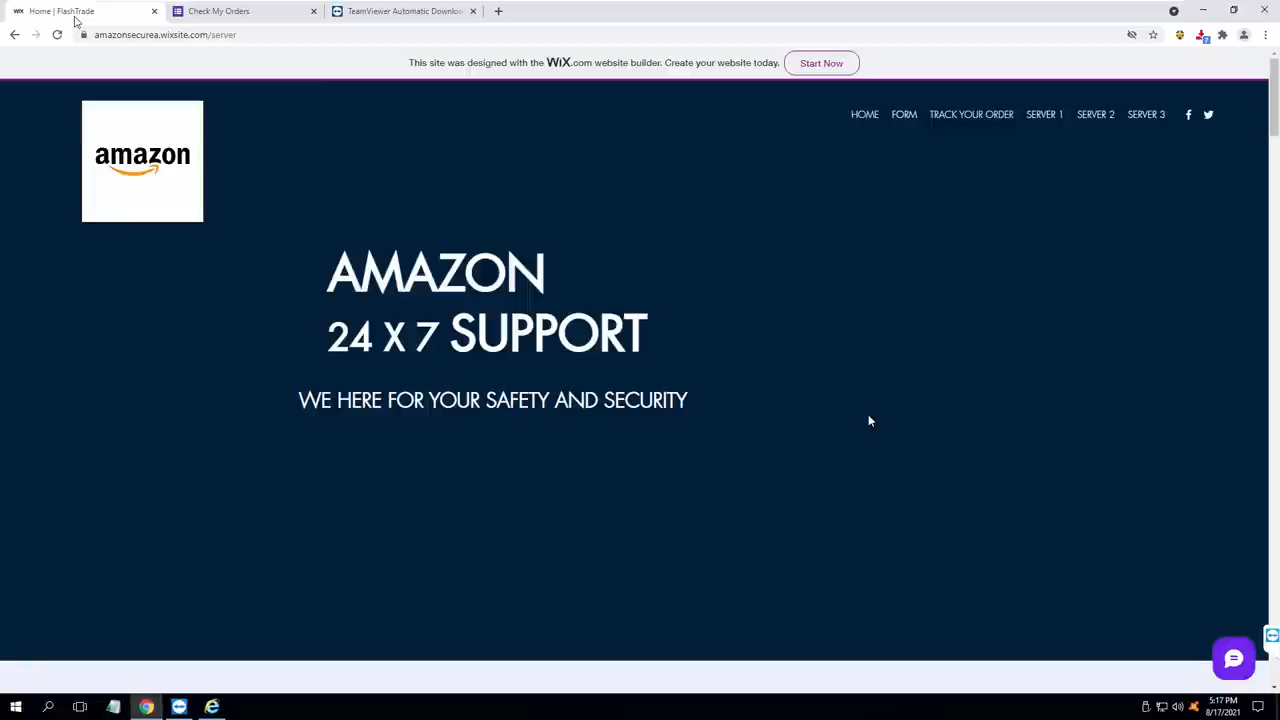 Home | FlashTrade
Check My Orders
TeamViewer Automatic Downloa
amazonsecurea.wixsite.com/server
This site was designed with the WiX.com website builder. Create your website today.
Start Now
amazon
HOME FORM TRACK YOUR ORDER SERVER 1 SERVER 2 SERVER 3
AMAZON
24 X 7 SUPPORT
WE HERE FOR YOUR SAFETY AND SECURITY
5:17 PM
8/17/2021